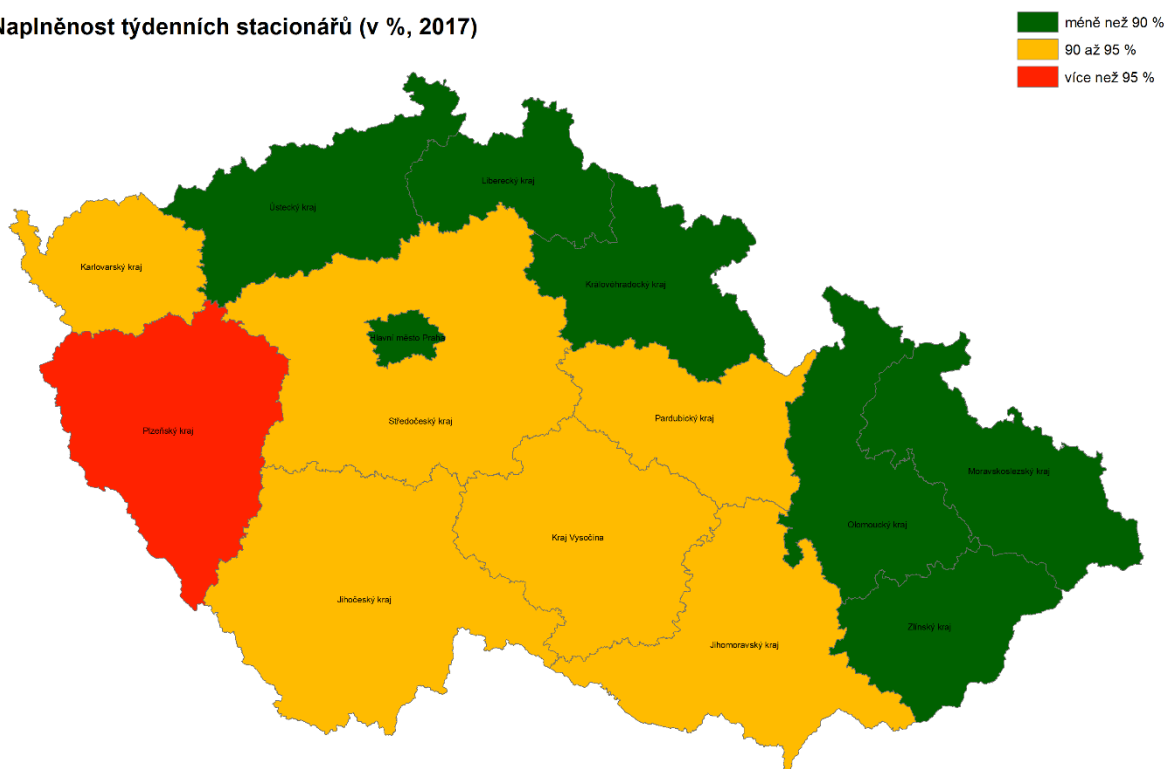 Naplněnost týdenních stacionářů (v %, 2017)
méně než 90 %
90 až 95 %
více než 95 %
Liberecký kraj
Ústecký kraj
Karlovarský kraj
Královéhradecký kraj
Hlavní město Praha
Středočeský kraj
Pardubický kraj
Plzeňský kraj
Moravskoslezský kraj
Olomoucký kraj
Kraj Vysočina
Jihočeský kraj
Zlínský kraj
Jihomoravský kraj